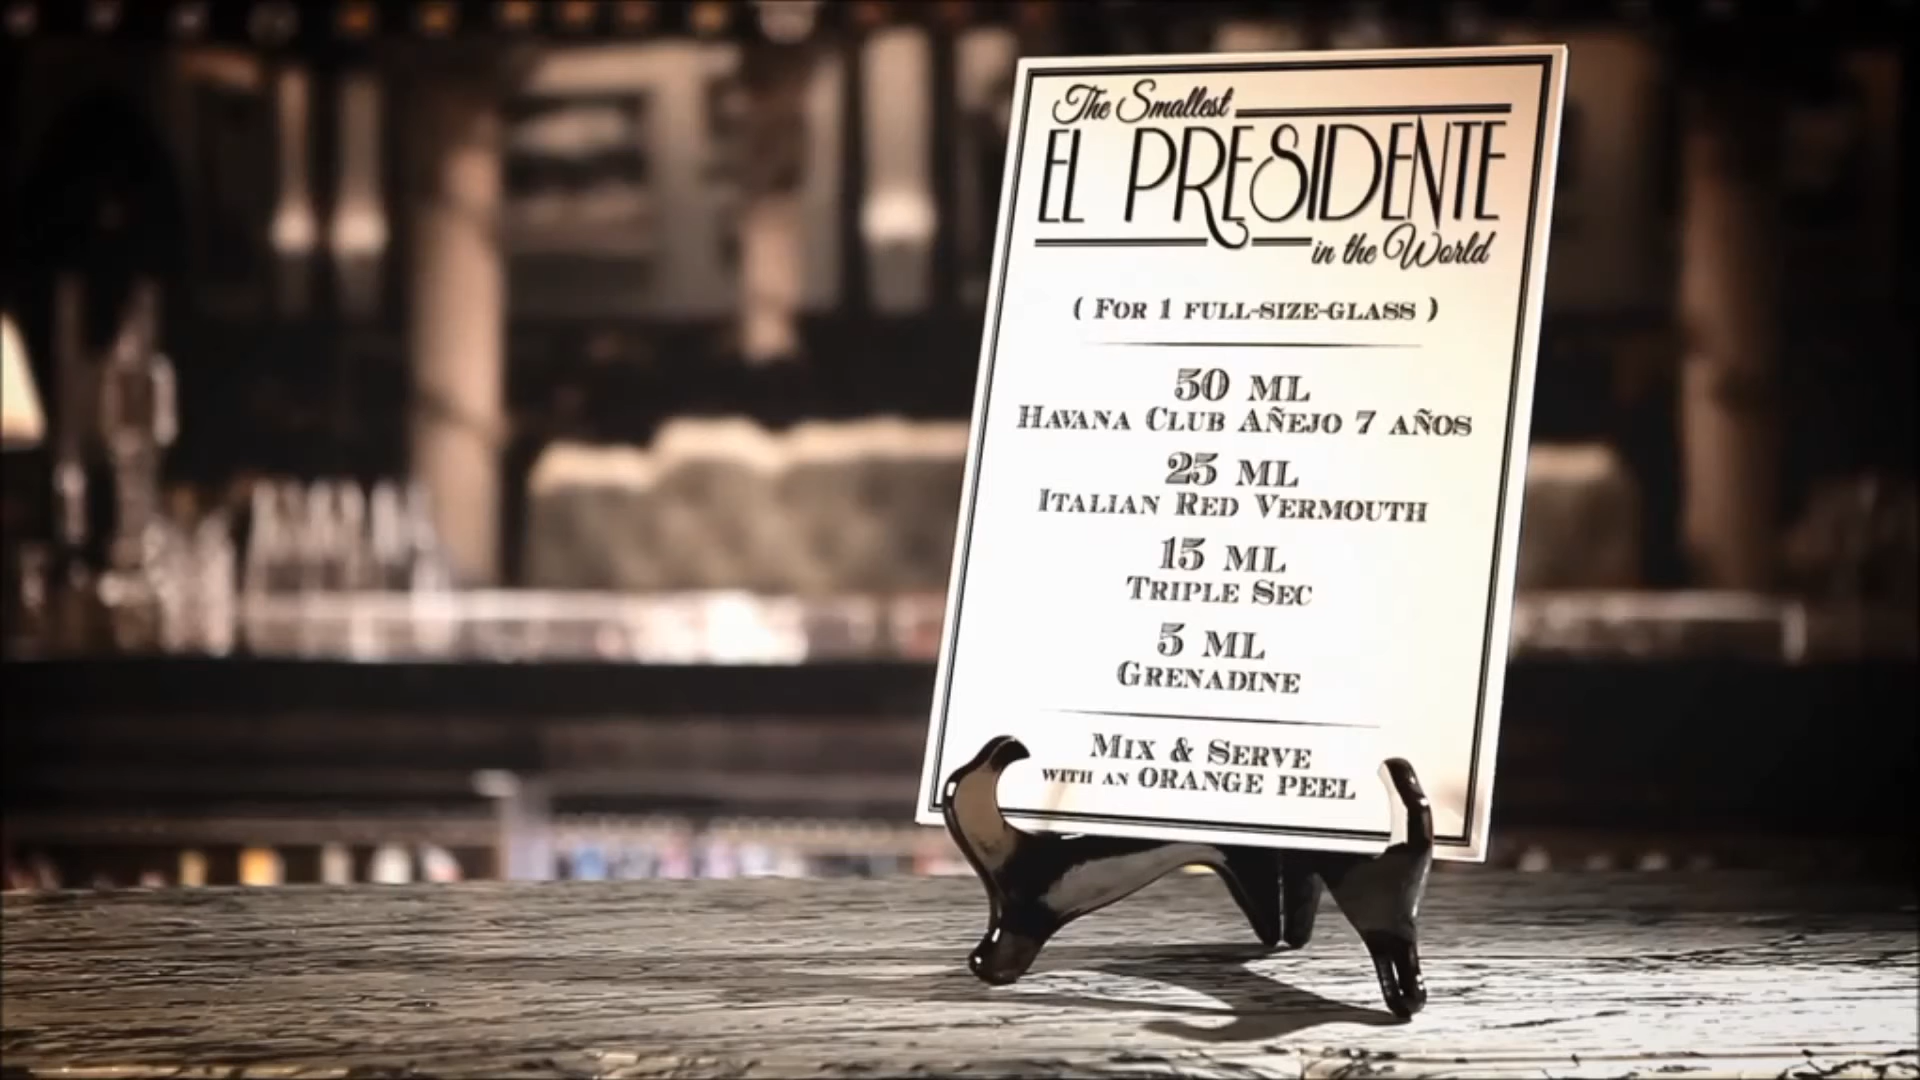 The Smallest
EL PRESIDENTE
in the World
( For 1 full-size-glass )
50 ml
Havana Club Añejo 7 años
25 ml
Italian Red Vermouth
15 ml
Triple Sec
5 ml
Grenadine
Mix & Serve
with an orange peel